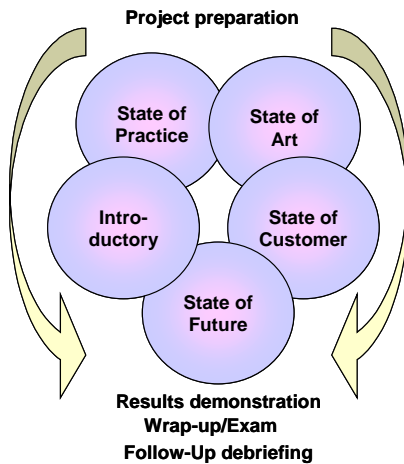 Project preparation
State of
Practice
State of
Art
Intro-
ductory
State of
Customer
State of
Future
Results demonstration
Wrap-up/Exam
Follow-Up debriefing